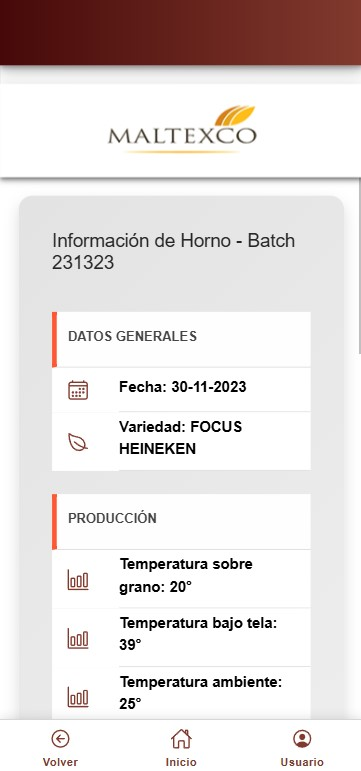 MALTEXCO
Información de Horno - Batch
231323
DATOS GENERALES
Fecha: 30-11-2023
Variedad: FOCUS
HEINEKEN
PRODUCCIÓN
Temperatura sobre
grano: 20°
Temperatura bajo tela:
39°
Temperatura ambiente:
25°
Volver
Inicio
Usuario